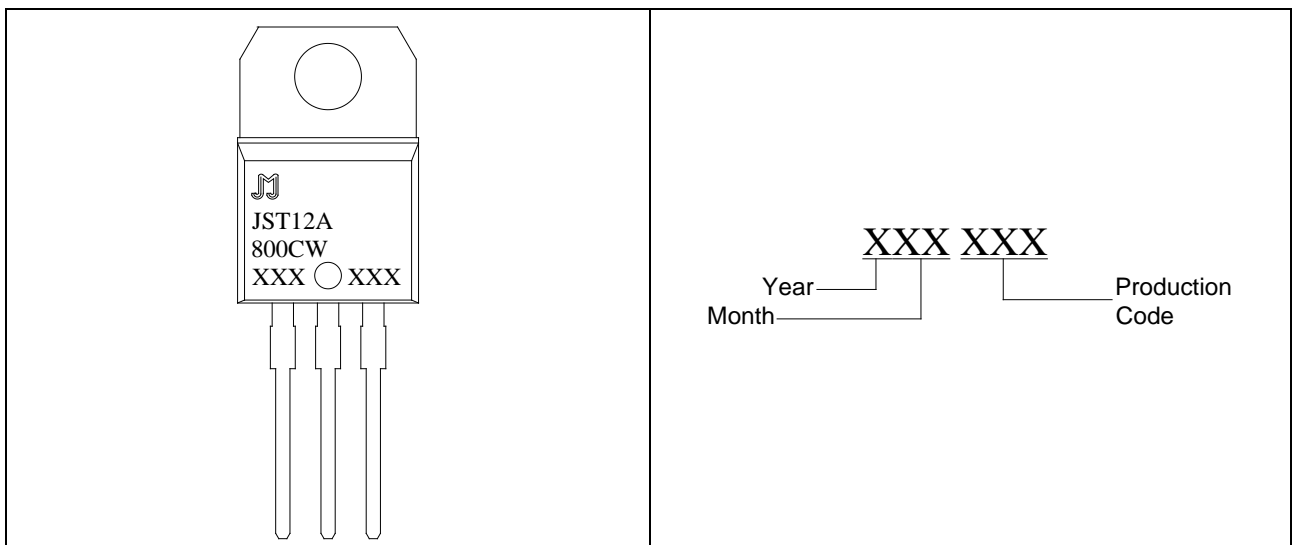 JST12A
800CW
XXX XXX
XXX XXX
Year
Month
Production
Code